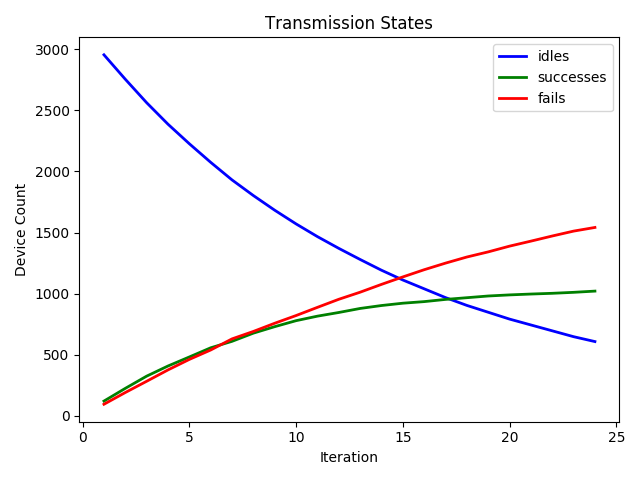 Transmission States
3000
2500
2000
1500
1000
500
0
Device Count
idles
successes
fails
0
5
10
15
20
25
Iteration